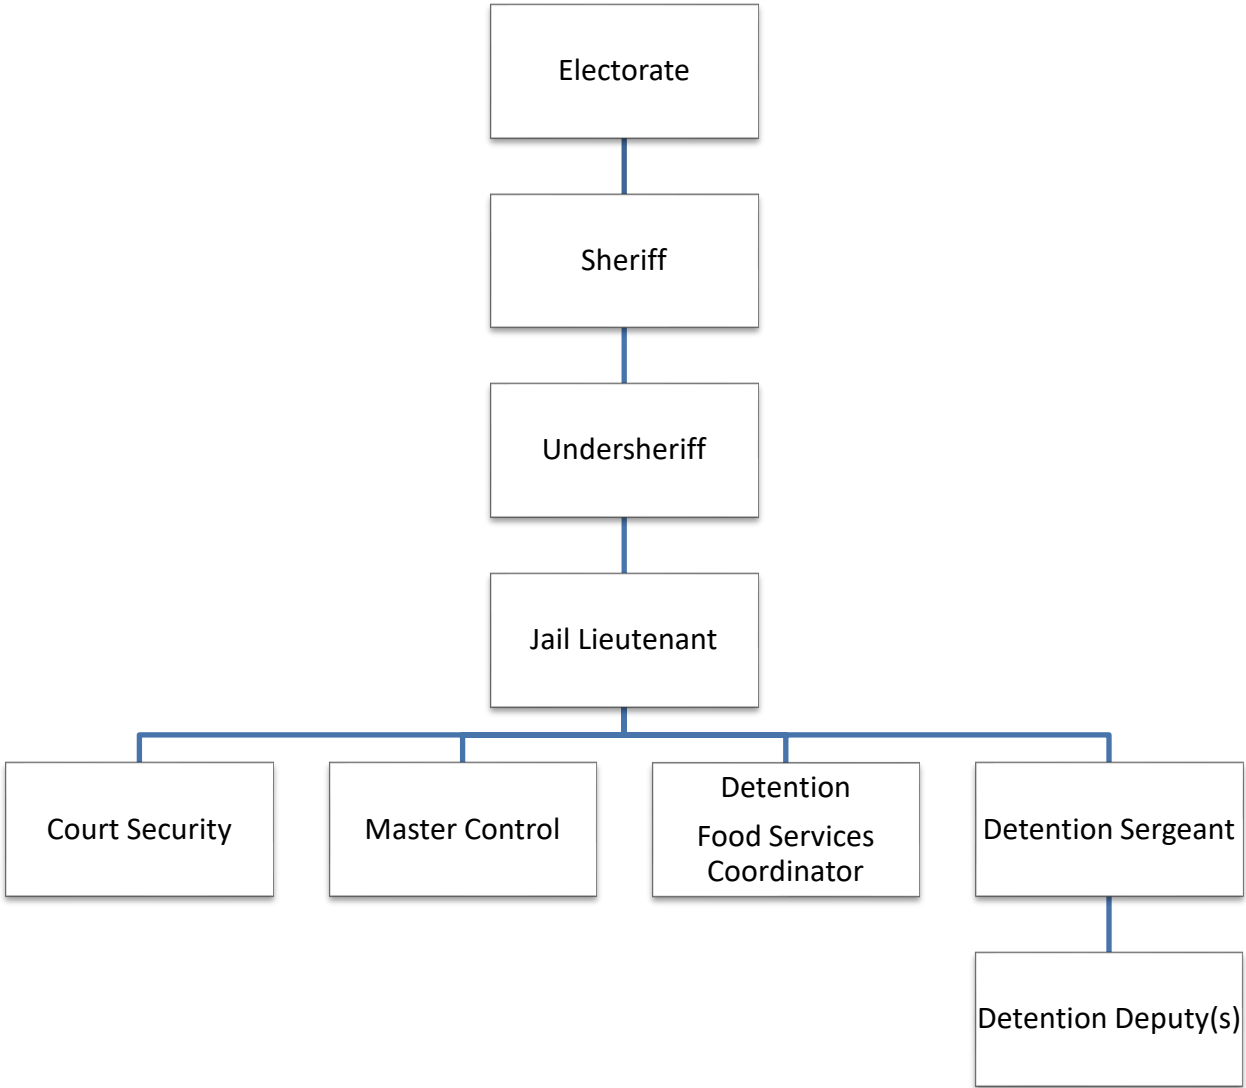 Electorate
Sheriff
Undersheriff
Jail Lieutenant
Court Security
Master Control
Detention
Food Services
Coordinator
Detention Sergeant
Detention Deputy(s)